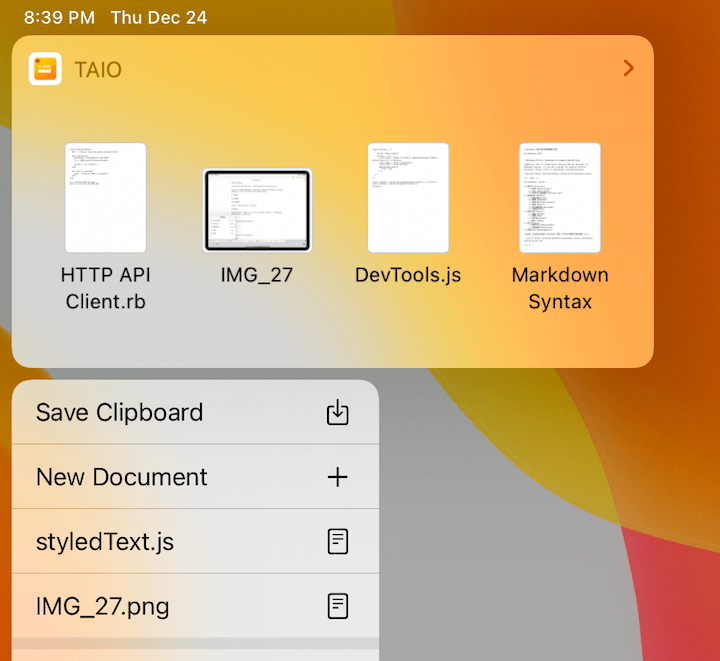 8:39 PM Thu Dec 24
TAIO
HTTP API
Client.rb
IMG_27
DevTools.js
Markdown
Syntax
Save Clipboard
New Document
styledText.js
IMG_27.png